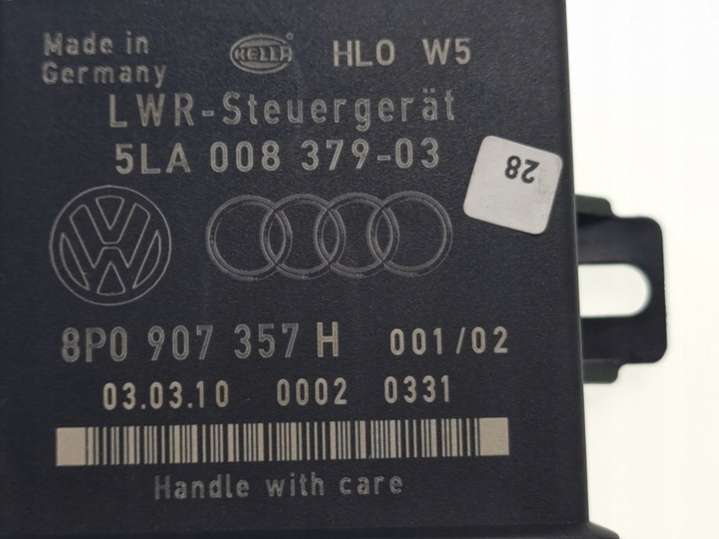 Made in
Germany
HELLA
HLO W5
LWR-Steuergerät
5LA 008 379-03
28
8P0 907 357 H 001/02
03.03.10 0002 0331
Handle with care